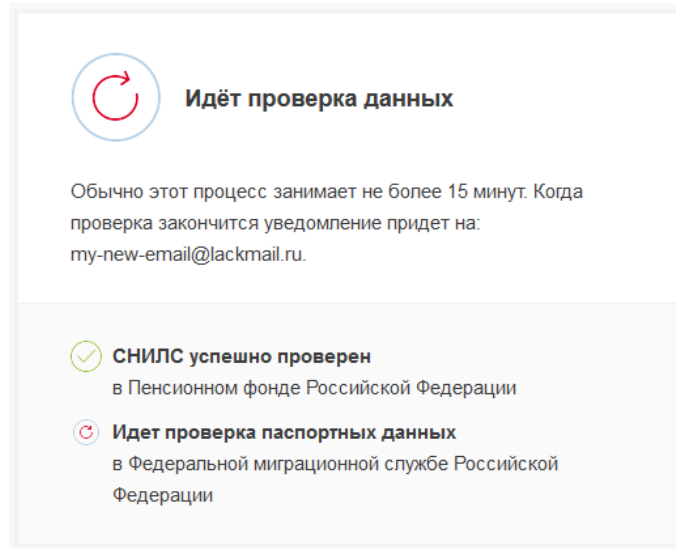 Идёт проверка данных
Обычно этот процесс занимает не более 15 минут. Когда
проверка закончится уведомление придет на:
my-new-email@lackmail.ru.
СНИЛС успешно проверен
в Пенсионном фонде Российской Федерации
Идет проверка паспортных данных
в Федеральной миграционной службе Российской
Федерации